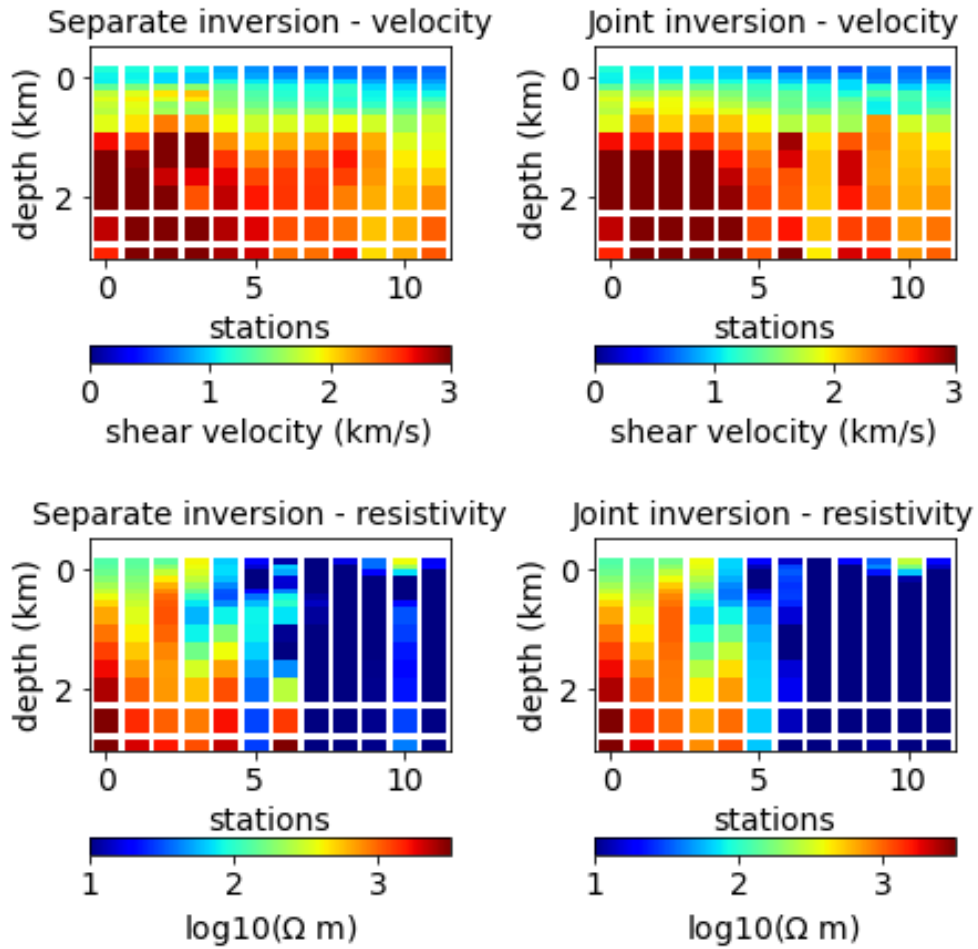 Separate inversion - velocity
Joint inversion - velocity
depth (km)
0
2
0 5 10
stations
0 1 2 3
shear velocity (km/s)
depth (km)
0
2
0 5 10
stations
0 1 2 3
shear velocity (km/s)
Separate inversion - resistivity
Joint inversion - resistivity
depth (km)
0
2
0 5 10
stations
1 2 3
log10(Ω m)
depth (km)
0
2
0 5 10
stations
1 2 3
log10(Ω m)